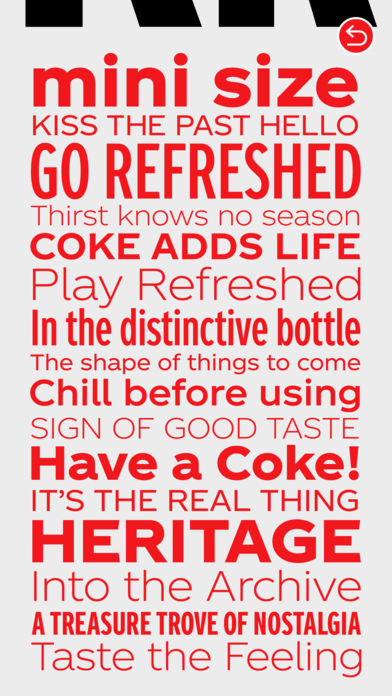 mini size
KISS THE PAST HELLO
GO REFRESHED
Thirst knows no season
COKE ADDS LIFE
Play Refreshed
In the distinctive bottle
The shape of things to come
Chill before using
SIGN OF GOOD TASTE
Have a Coke!
IT'S THE REAL THING
HERITAGE
Into the Archive
A TREASURE TROVE OF NOSTALGIA
Taste the Feeling